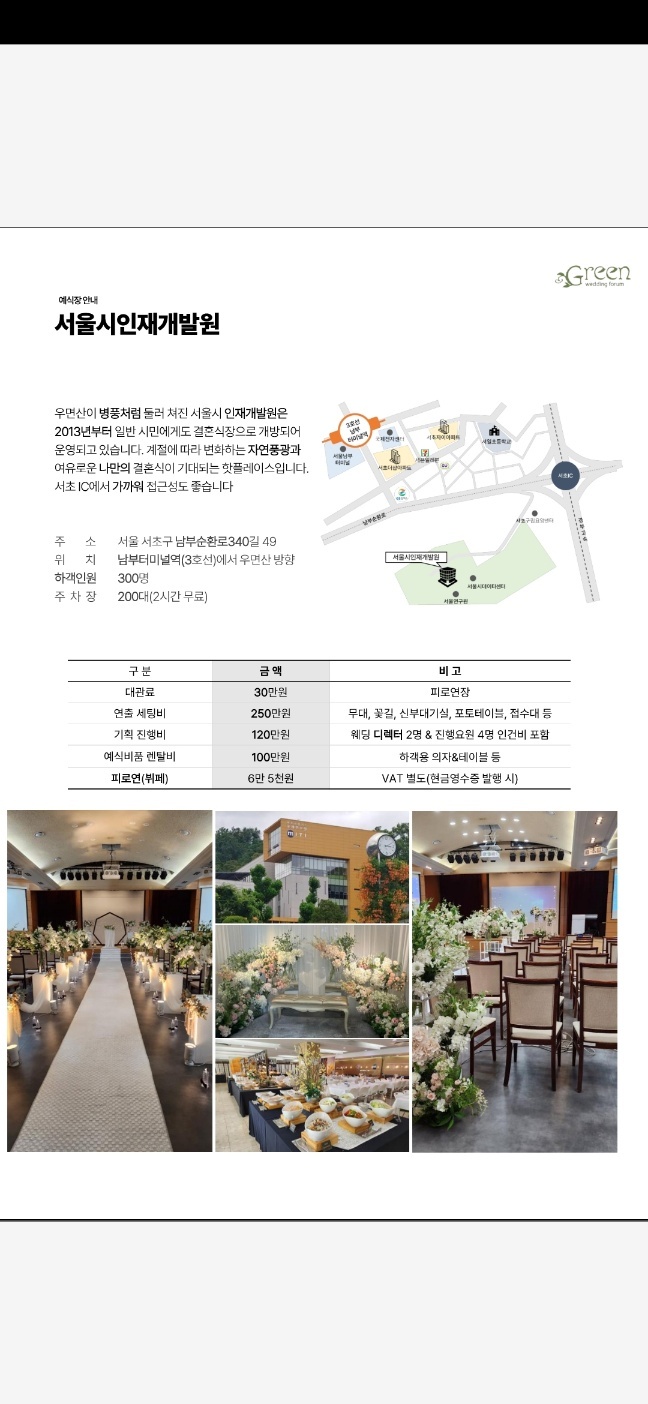 Green
wedding forum
예식장 안내
서울시인재개발원
우면산이 병풍처럼 둘러 쳐진 서울시 인재개발원은
2013년부터 일반 시민에게도 결혼식장으로 개방되어
운영되고 있습니다. 계절에 따라 변화하는 자연풍광과
여유로운 나만의 결혼식이 기대되는 핫플레이스입니다.
서초 IC에서 가까워 접근성도 좋습니다
주 소 서울 서초구 남부순환로340길 49
위 치 남부터미널역(3호선)에서 우면산 방향
하객인원 300명
주 차 장 200대(2시간 무료)
3호선
남부
터미널역
서울남부
터미널
서초IC
남부순환로
서울시인재개발원
서울시데이터센터
서울연구원
구 분 금 액 비 고
대관료 30만원 피로연장
연출 세팅비 250만원 무대, 꽃길, 신부대기실, 포토테이블, 접수대 등
기획 진행비 120만원 웨딩 디렉터 2명 & 진행요원 4명 인건비 포함
예식비품 렌탈비 100만원 하객용 의자&테이블 등
피로연(뷔페) 6만 5천원 VAT 별도(현금영수증 발행 시)